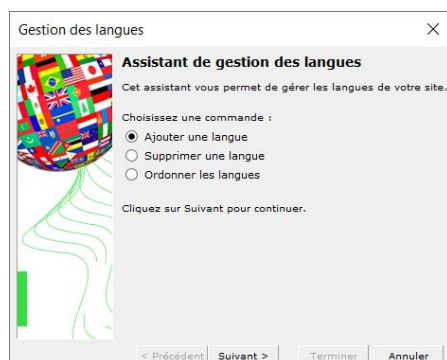 Gestion des langues
Assistant de gestion des langues
Cet assistant vous permet de gérer les langues de votre site.
Choisissez une commande :
Ajouter une langue
Supprimer une langue
Ordonner les langues
Cliquez sur Suivant pour continuer.
< Précédent Suivant > Terminer Annuler